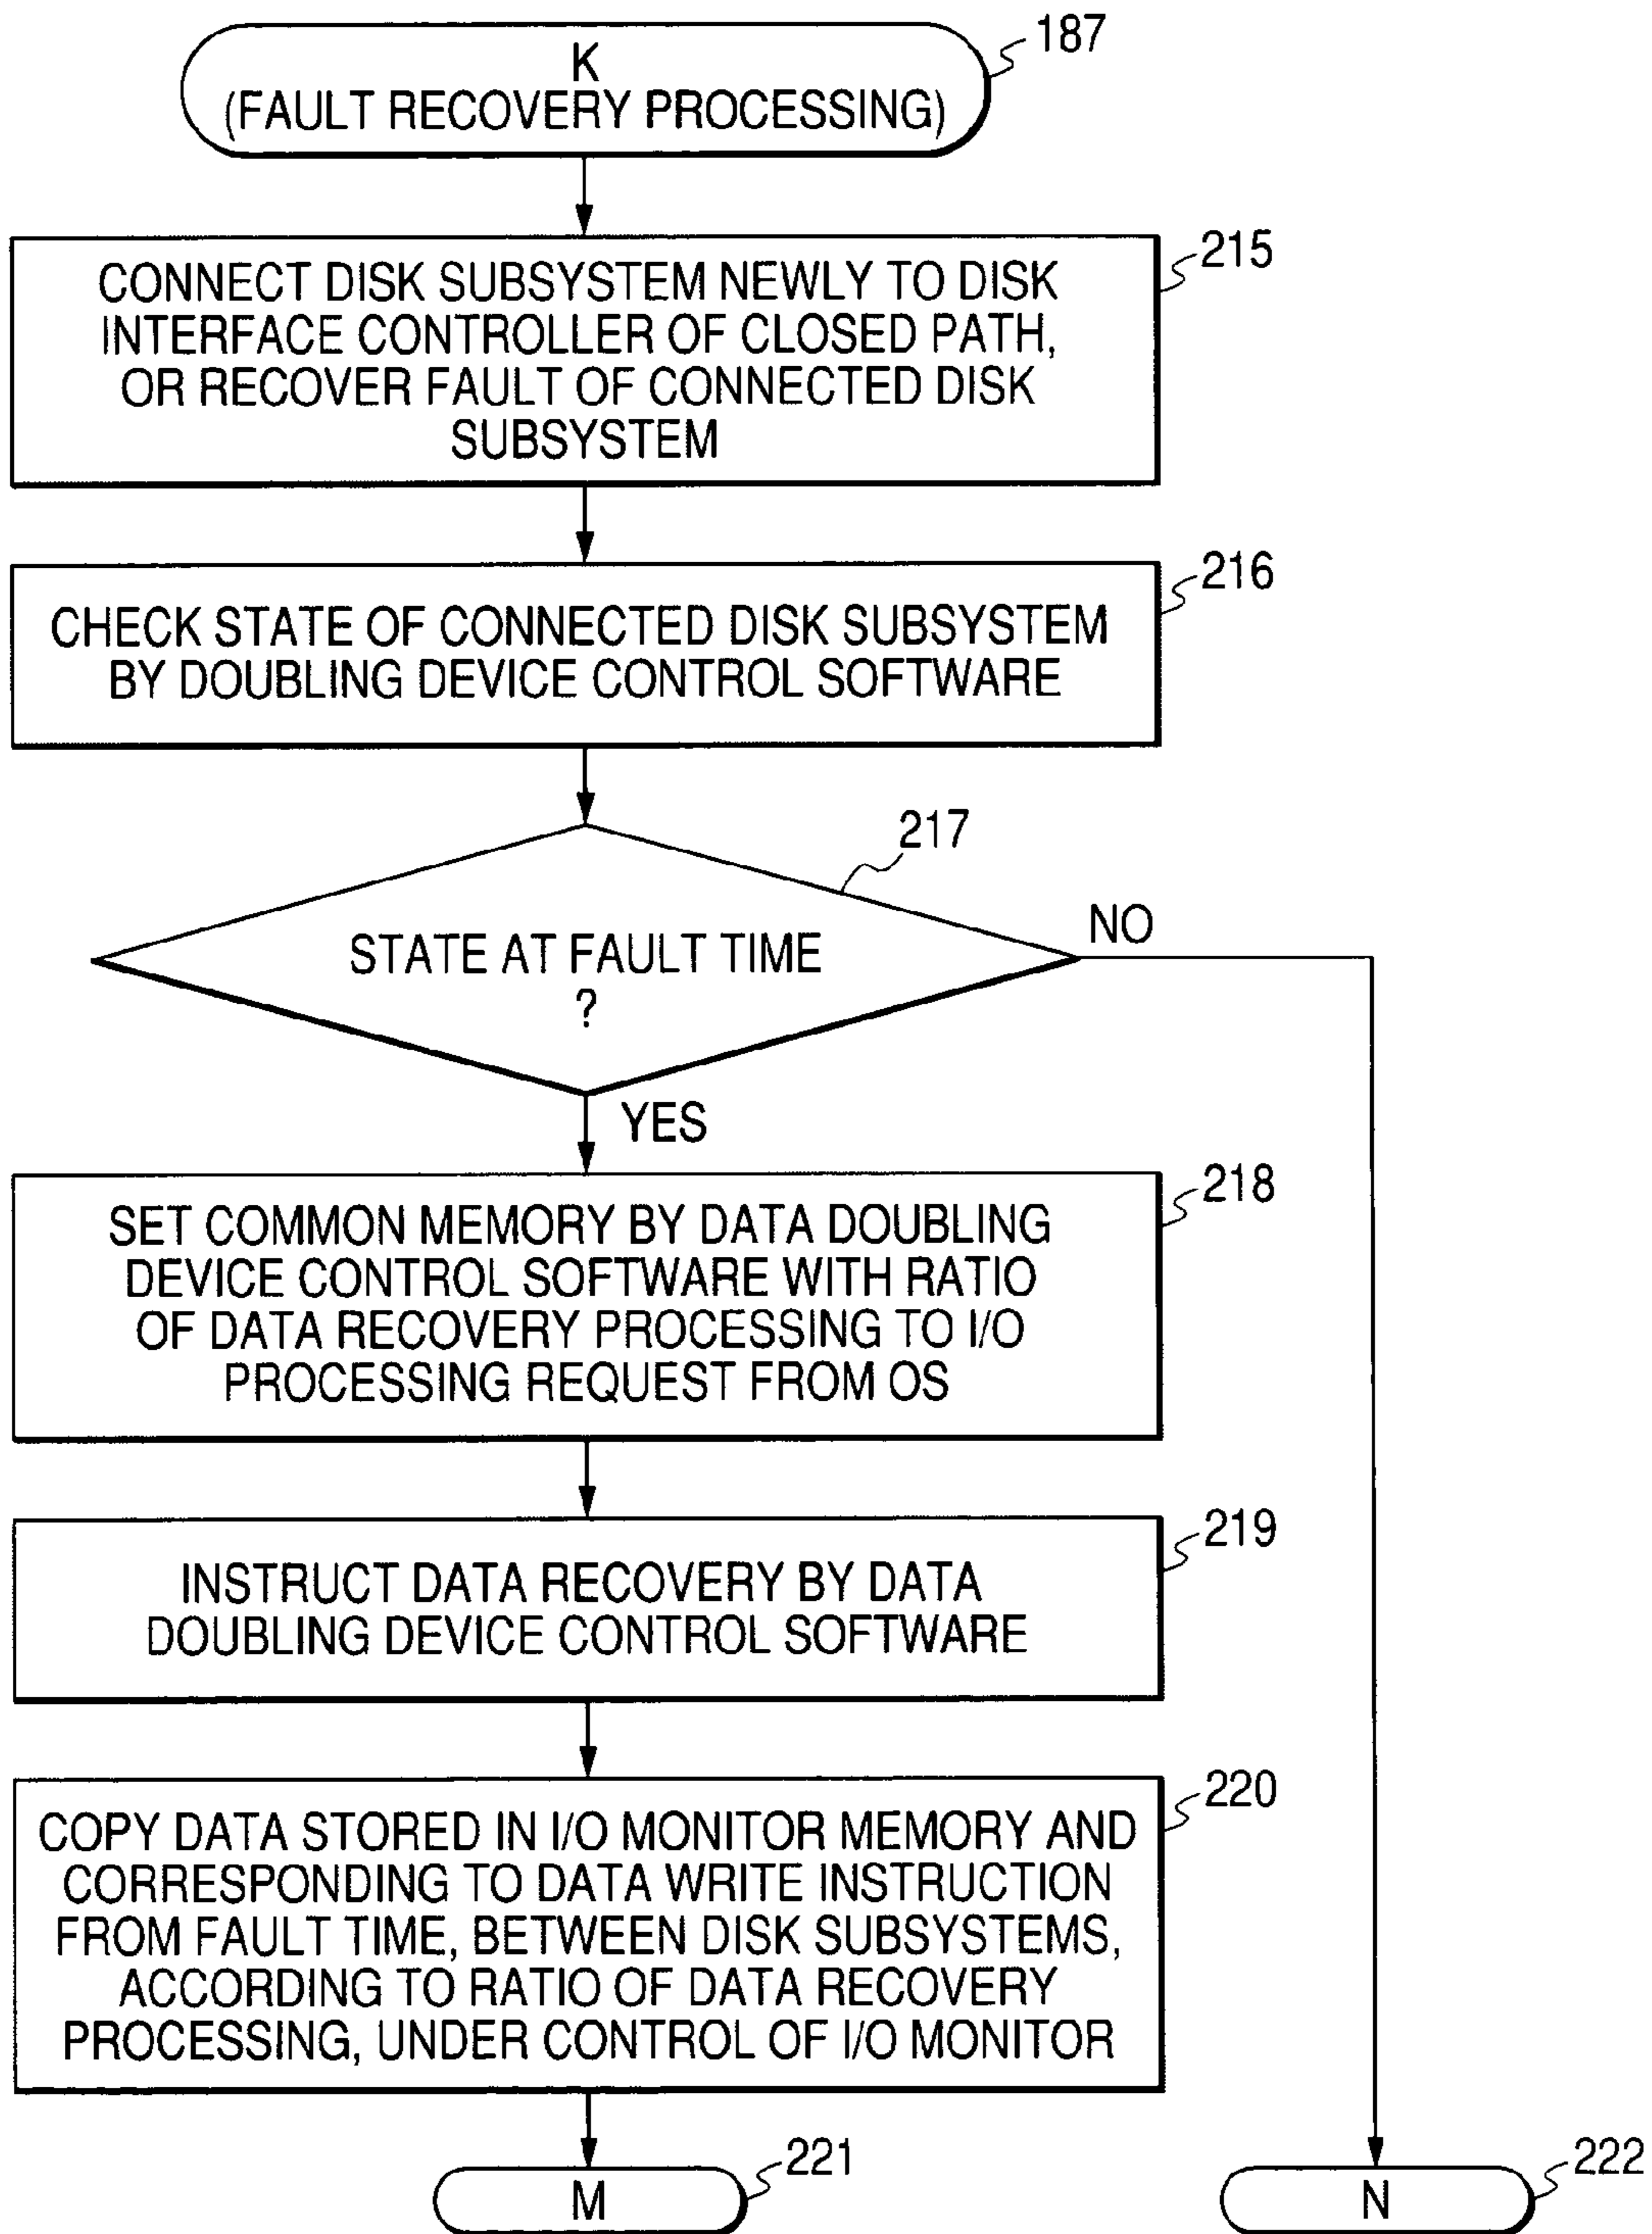 K
(FAULT RECOVERY PROCESSING)
187
CONNECT DISK SUBSYSTEM NEWLY TO DISK
INTERFACE CONTROLLER OF CLOSED PATH,
OR RECOVER FAULT OF CONNECTED DISK
SUBSYSTEM
215
CHECK STATE OF CONNECTED DISK SUBSYSTEM
BY DOUBLING DEVICE CONTROL SOFTWARE
216
STATE AT FAULT TIME
?
217
NO
YES
SET COMMON MEMORY BY DATA DOUBLING
DEVICE CONTROL SOFTWARE WITH RATIO
OF DATA RECOVERY PROCESSING TO I/O
PROCESSING REQUEST FROM OS
218
INSTRUCT DATA RECOVERY BY DATA
DOUBLING DEVICE CONTROL SOFTWARE
219
COPY DATA STORED IN I/O MONITOR MEMORY AND
CORRESPONDING TO DATA WRITE INSTRUCTION
FROM FAULT TIME, BETWEEN DISK SUBSYSTEMS,
ACCORDING TO RATIO OF DATA RECOVERY
PROCESSING, UNDER CONTROL OF I/O MONITOR
220
M
221
N
222